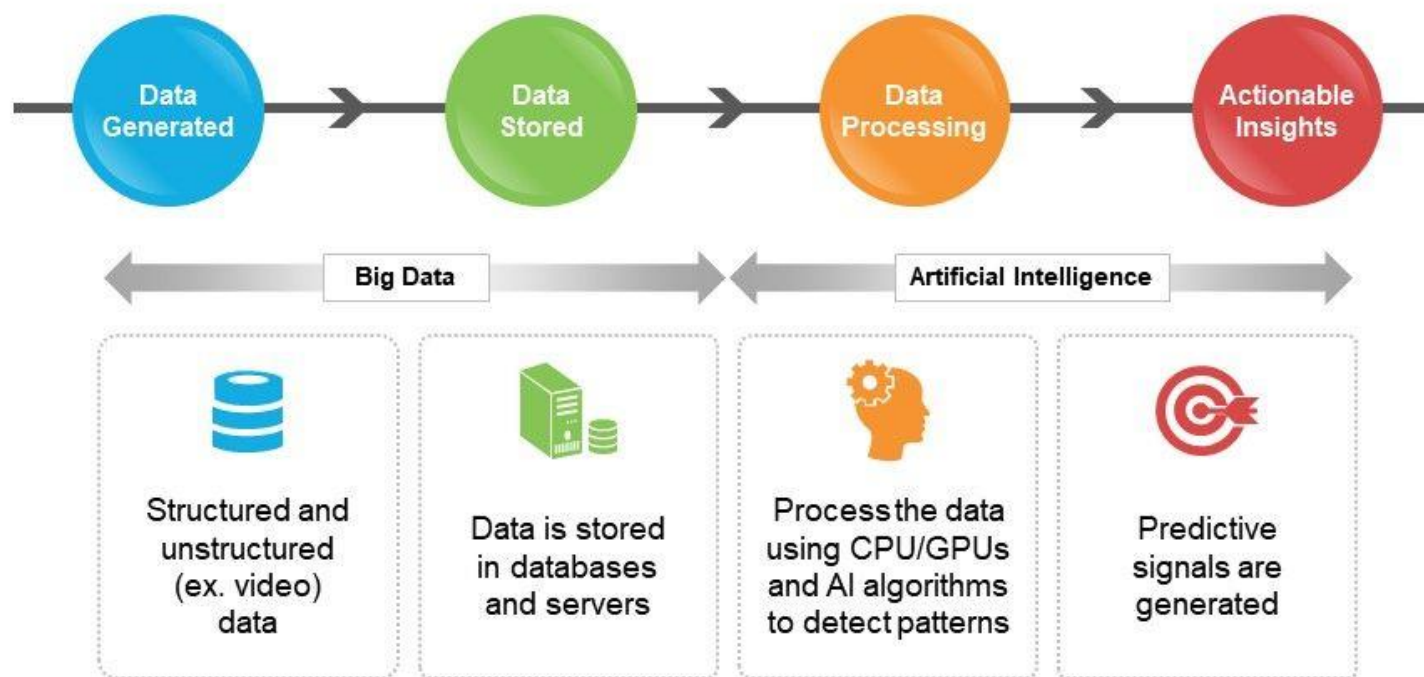 Data
Generated
Data
Stored
Data
Processing
Actionable
Insights
Big Data
Artificial Intelligence
Structured and
unstructured
(ex. video)
data
Data is stored
in databases
and servers
Process the data
using CPU/GPUs
and AI algorithms
to detect patterns
Predictive
signals are
generated